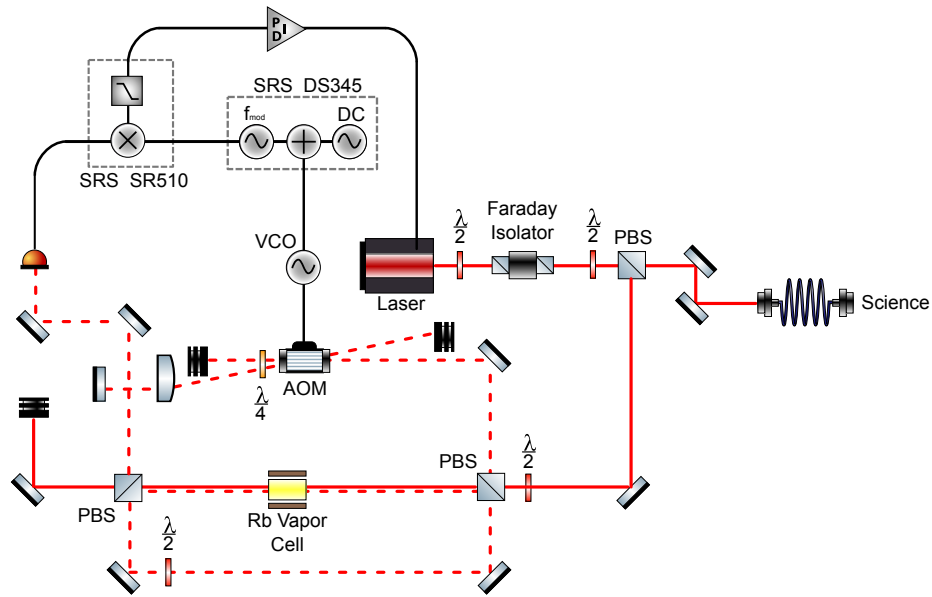 P
I
D
SRS DS345
f_mod
DC
SRS SR510
VCO
λ/2
Faraday
Isolator
λ/2
PBS
Laser
Science
AOM
λ/4
PBS
λ/2
PBS
Rb Vapor
Cell
λ/2